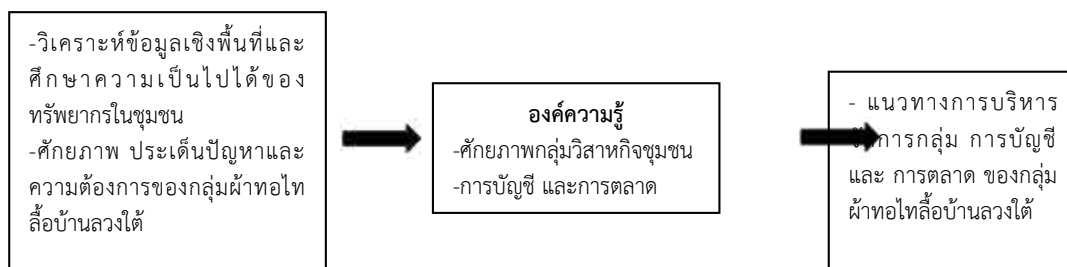 -วิเคราะห์ข้อมูลเชิงพื้นที่และ
ศึกษาความเป็นไปได้ของ
ทรัพยากรในชุมชน
-ศักยภาพ ประเด็นปัญหาและ
ความต้องการของกลุ่มผ้าทอไท
ลื้อบ้านลวงใต้
องค์ความรู้
-ศักยภาพกลุ่มวิสาหกิจชุมชน
-การบัญชี และการตลาด
- แนวทางการบริหาร
จัดการกลุ่ม การบัญชี
และ การตลาด ของกลุ่ม
ผ้าทอไทลื้อบ้านลวงใต้